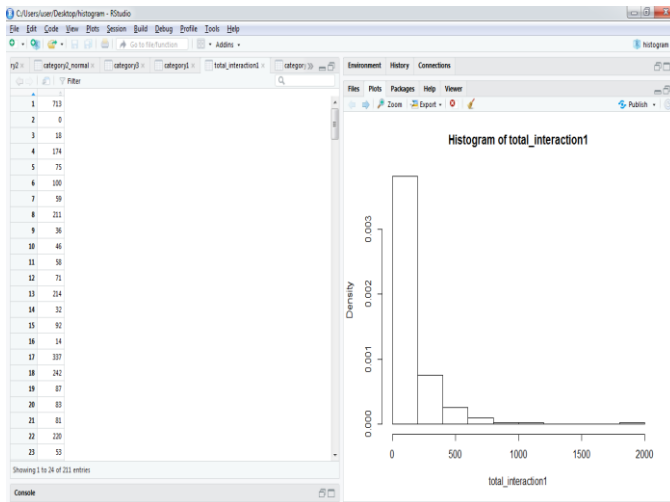 C:/Users/user/Desktop/histogram - RStudio
File Edit Code View Plots Session Build Debug Profile Tools Help
Go to file/function Addins histogram
ry2 category2_normal category3 category1 total_interaction1 category
Filter
1 713
2 0
3 18
4 174
5 75
6 100
7 59
8 211
9 36
10 46
11 58
12 71
13 214
14 32
15 92
16 14
17 337
18 242
19 87
20 83
21 81
22 220
23 53
Showing 1 to 24 of 211 entries
Console
Environment History Connections
Files Plots Packages Help Viewer
Zoom Export Publish
Histogram of total_interaction1
Density
0.003
0.002
0.001
0.000
0 500 1000 1500 2000
total_interaction1